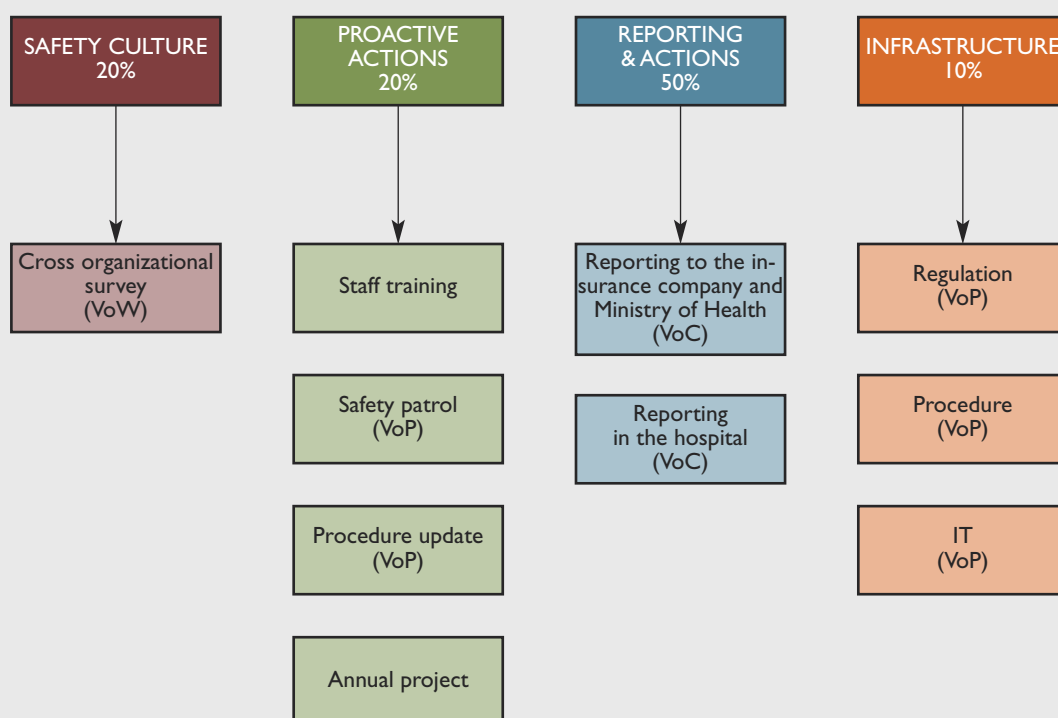 SAFETY CULTURE
20%
PROACTIVE
ACTIONS
20%
REPORTING
& ACTIONS
50%
INFRASTRUCTURE
10%
Cross organizational
survey
(VoW)
Staff training
Reporting to the in-
surance company and
Ministry of Health
(VoC)
Regulation
(VoP)
Safety patrol
(VoP)
Reporting
in the hospital
(VoC)
Procedure
(VoP)
Procedure update
(VoP)
IT
(VoP)
Annual project